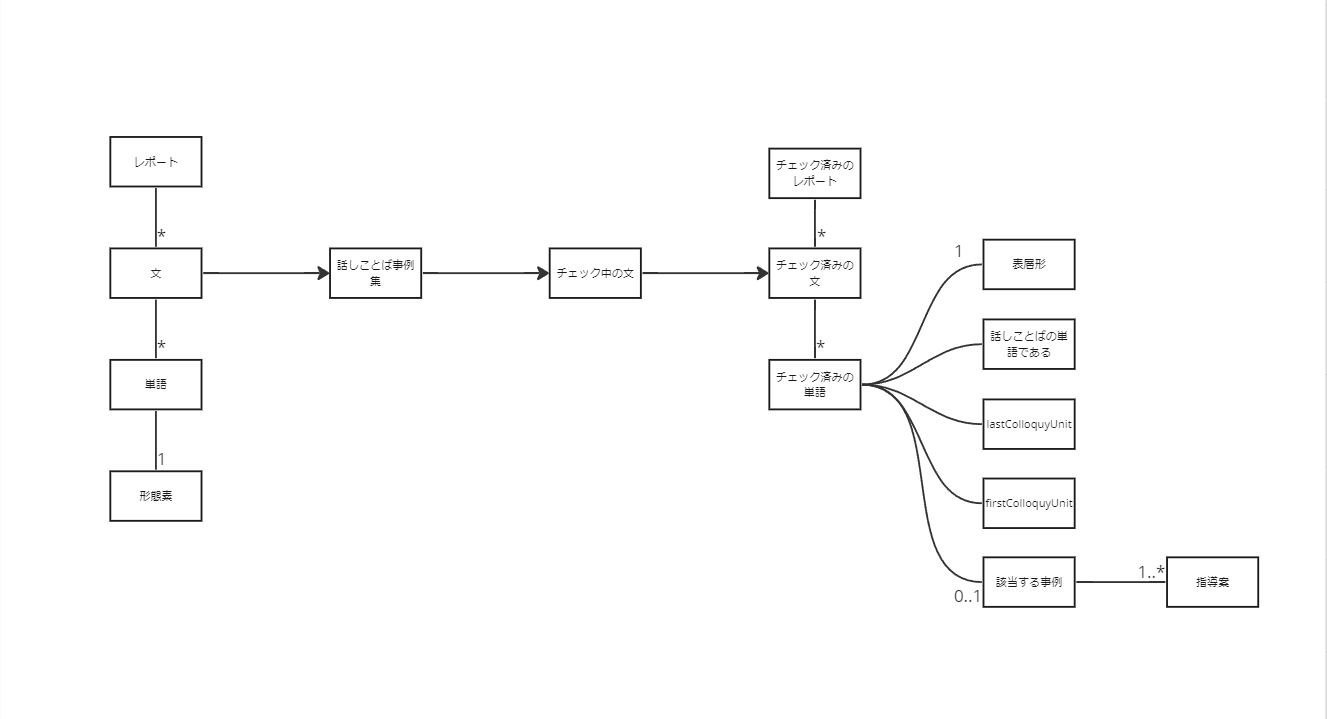 レポート
*
文
*
単語
1
形態素
話しことば事例
集
チェック中の文
チェック済みの
レポート
*
チェック済みの
文
*
チェック済みの
単語
1
表層形
話しことばの単
語である
lastColloquyUnit
firstColloquyUnit
0..1
該当する事例
1..*
指導案